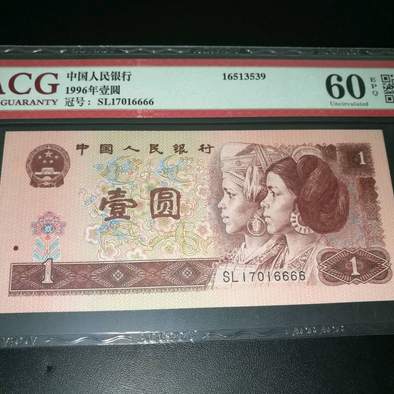 ACG
GUARANTY
中国人民银行
1996年壹圆
冠号: SL17016666
16513539
60
EPQ
Uncirculated
中国人民银行
1
壹圆
SL17016666
1
1